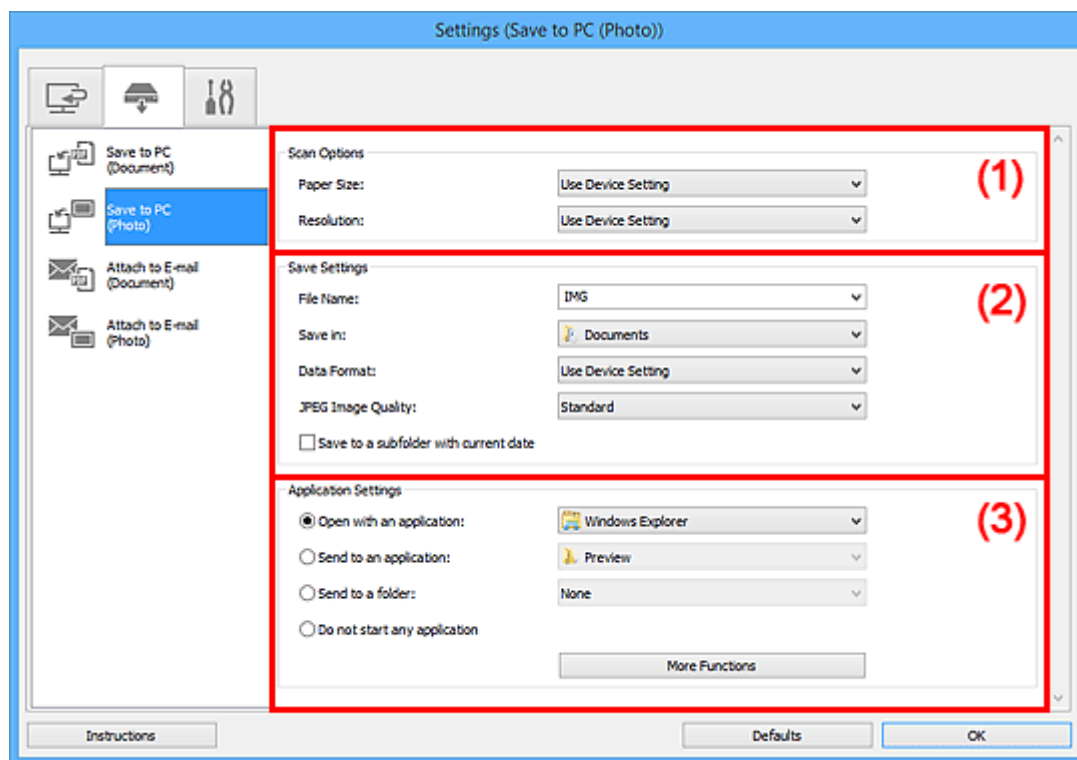 Settings (Save to PC (Photo))
Save to PC
(Document)
Save to PC
(Photo)
Attach to E-mail
(Document)
Attach to E-mail
(Photo)
Scan Options
(1)
Paper Size: Use Device Setting
Resolution: Use Device Setting
Save Settings
(2)
File Name: IMG
Save in: Documents
Data Format: Use Device Setting
JPEG Image Quality: Standard
Save to a subfolder with current date
Application Settings
(3)
Open with an application: Windows Explorer
Send to an application: Preview
Send to a folder: None
Do not start any application
More Functions
Instructions Defaults OK